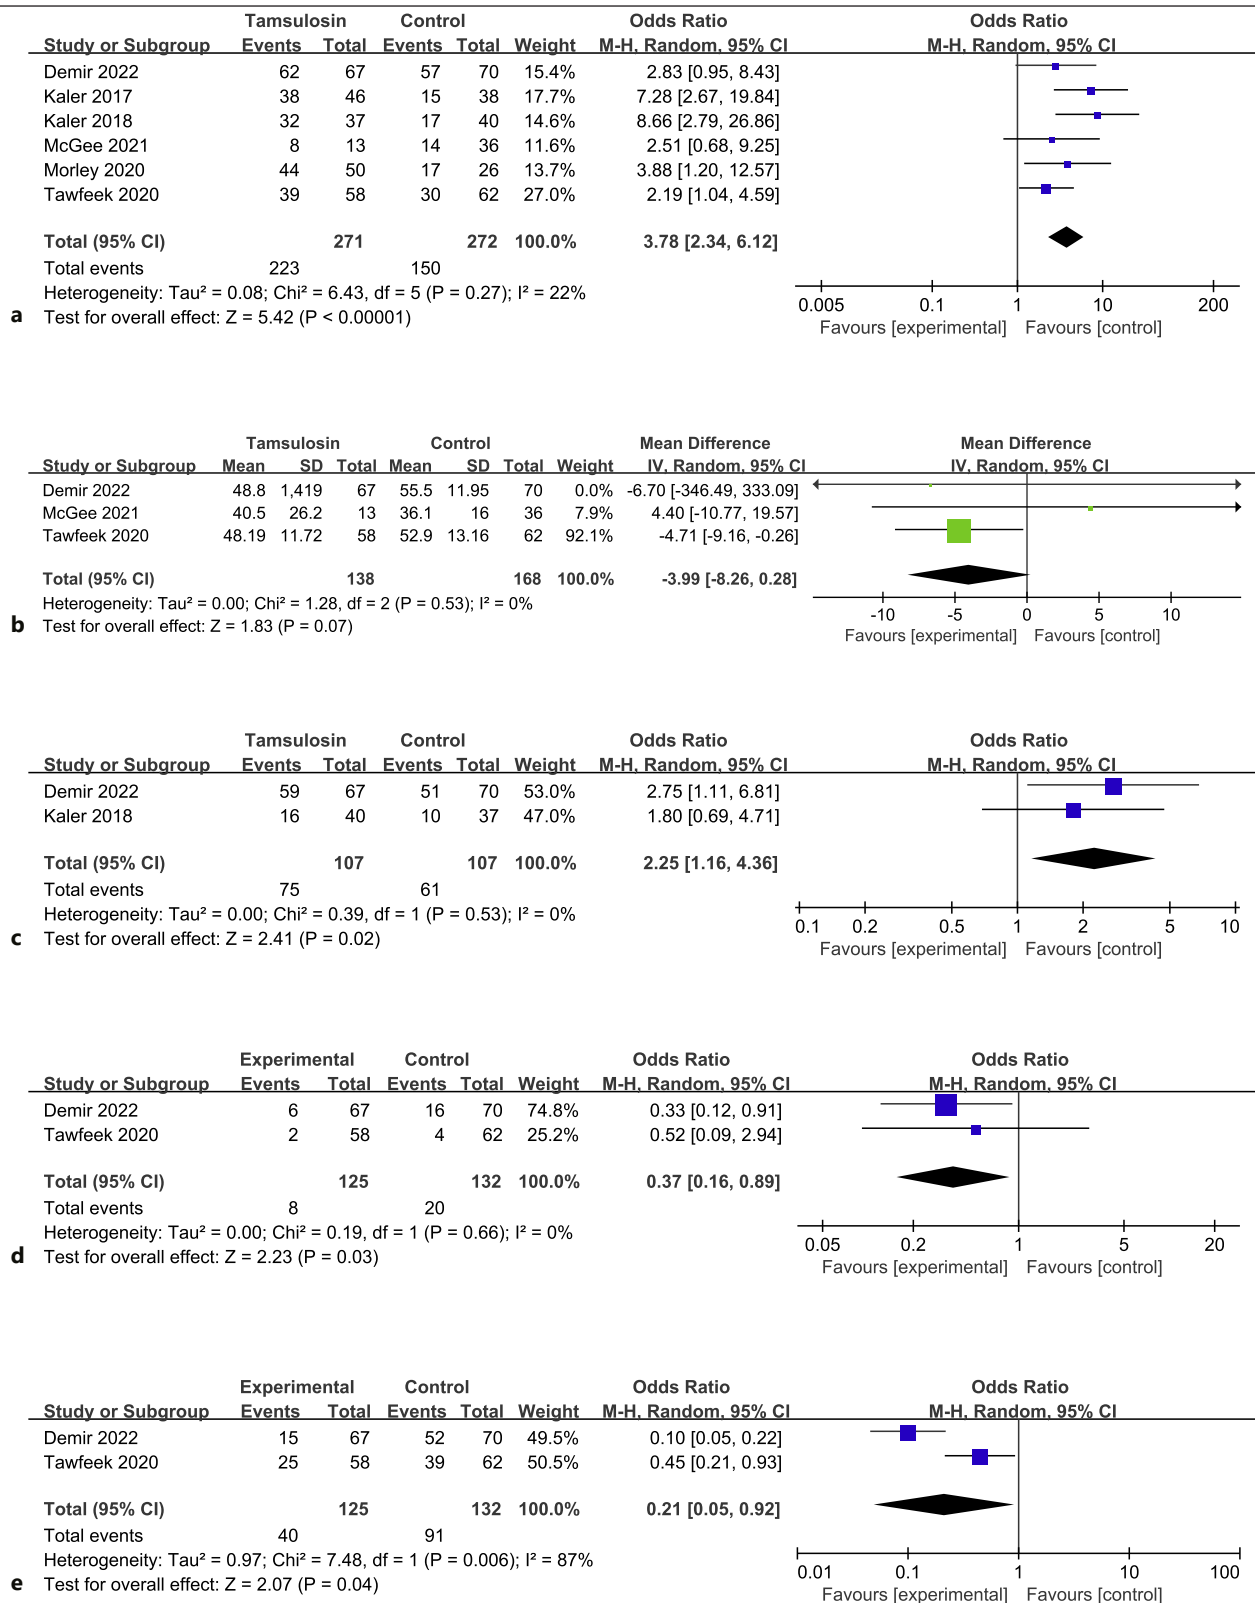 Tamsulosin Control Odds Ratio Odds Ratio
Study or Subgroup Events Total Events Total Weight M-H, Random, 95% CI M-H, Random, 95% CI
Demir 2022 62 67 57 70 15.4% 2.83 [0.95, 8.43]
Kaler 2017 38 46 15 38 17.7% 7.28 [2.67, 19.84]
Kaler 2018 32 37 17 40 14.6% 8.66 [2.79, 26.86]
McGee 2021 8 13 14 36 11.6% 2.51 [0.68, 9.25]
Morley 2020 44 50 17 26 13.7% 3.88 [1.20, 12.57]
Tawfeek 2020 39 58 30 62 27.0% 2.19 [1.04, 4.59]
Total (95% CI) 271 272 100.0% 3.78 [2.34, 6.12]
Total events 223 150
Heterogeneity: Tau² = 0.08; Chi² = 6.43, df = 5 (P = 0.27); I² = 22%
0.005 0.1 1 10 200
a Test for overall effect: Z = 5.42 (P < 0.00001)
Favours [experimental] Favours [control]
Tamsulosin Control Mean Difference Mean Difference
Study or Subgroup Mean SD Total Mean SD Total Weight IV, Random, 95% CI IV, Random, 95% CI
Demir 2022 48.8 1,419 67 55.5 11.95 70 0.0% -6.70 [-346.49, 333.09]
McGee 2021 40.5 26.2 13 36.1 16 36 7.9% 4.40 [-10.77, 19.57]
Tawfeek 2020 48.19 11.72 58 52.9 13.16 62 92.1% -4.71 [-9.16, -0.26]
Total (95% CI) 138 168 100.0% -3.99 [-8.26, 0.28]
Heterogeneity: Tau² = 0.00; Chi² = 1.28, df = 2 (P = 0.53); I² = 0%
-10 -5 0 5 10
b Test for overall effect: Z = 1.83 (P = 0.07)
Favours [experimental] Favours [control]
Tamsulosin Control Odds Ratio Odds Ratio
Study or Subgroup Events Total Events Total Weight M-H, Random, 95% CI M-H, Random, 95% CI
Demir 2022 59 67 51 70 53.0% 2.75 [1.11, 6.81]
Kaler 2018 16 40 10 37 47.0% 1.80 [0.69, 4.71]
Total (95% CI) 107 107 100.0% 2.25 [1.16, 4.36]
Total events 75 61
Heterogeneity: Tau² = 0.00; Chi² = 0.39, df = 1 (P = 0.53); I² = 0%
0.1 0.2 0.5 1 2 5 10
c Test for overall effect: Z = 2.41 (P = 0.02)
Favours [experimental] Favours [control]
Experimental Control Odds Ratio Odds Ratio
Study or Subgroup Events Total Events Total Weight M-H, Random, 95% CI M-H, Random, 95% CI
Demir 2022 6 67 16 70 74.8% 0.33 [0.12, 0.91]
Tawfeek 2020 2 58 4 62 25.2% 0.52 [0.09, 2.94]
Total (95% CI) 125 132 100.0% 0.37 [0.16, 0.89]
Total events 8 20
Heterogeneity: Tau² = 0.00; Chi² = 0.19, df = 1 (P = 0.66); I² = 0%
0.05 0.2 1 5 20
d Test for overall effect: Z = 2.23 (P = 0.03)
Favours [experimental] Favours [control]
Experimental Control Odds Ratio Odds Ratio
Study or Subgroup Events Total Events Total Weight M-H, Random, 95% CI M-H, Random, 95% CI
Demir 2022 15 67 52 70 49.5% 0.10 [0.05, 0.22]
Tawfeek 2020 25 58 39 62 50.5% 0.45 [0.21, 0.93]
Total (95% CI) 125 132 100.0% 0.21 [0.05, 0.92]
Total events 40 91
Heterogeneity: Tau² = 0.97; Chi² = 7.48, df = 1 (P = 0.006); I² = 87%
0.01 0.1 1 10 100
e Test for overall effect: Z = 2.07 (P = 0.04)
Favours [experimental] Favours [control]